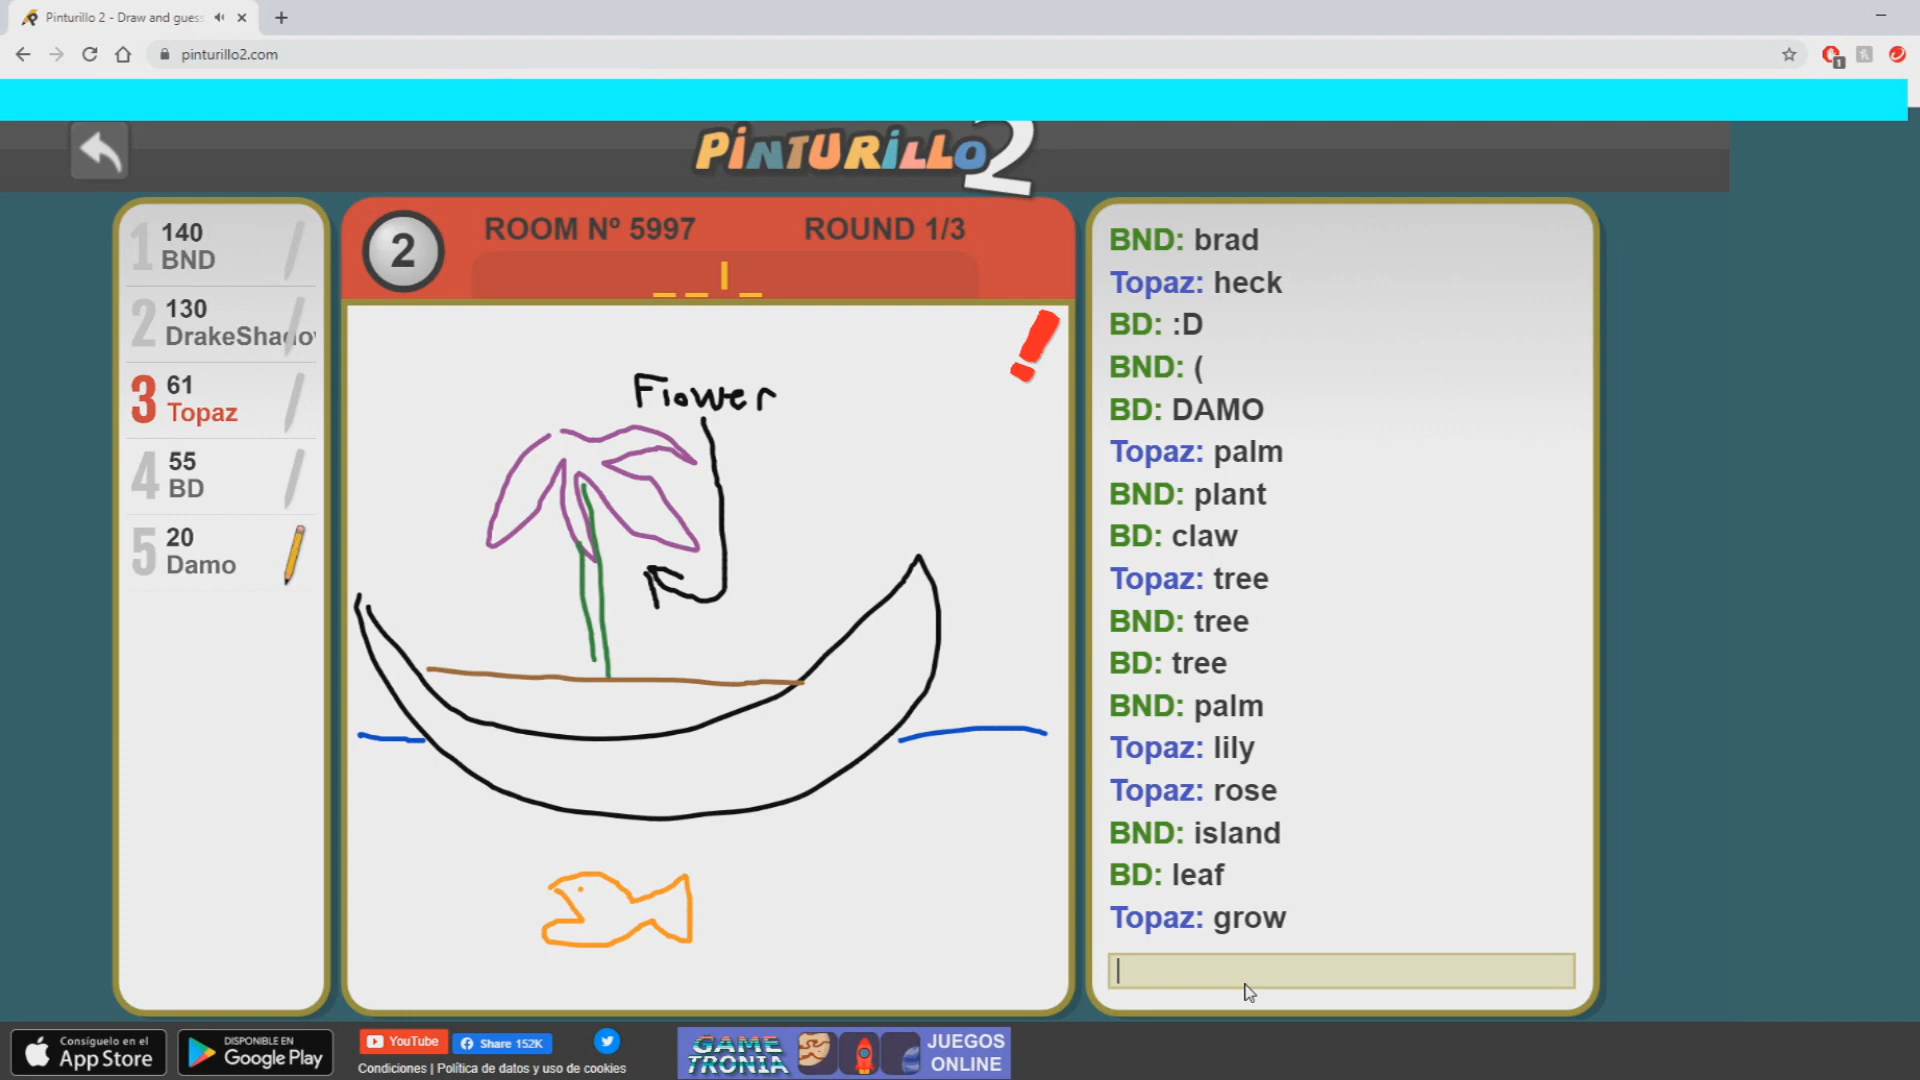 Pinturillo 2 - Draw and guess
pinturillo2.com
1
PINTURILLO 2
1 140 BND
2 130 DrakeShado
3 61 Topaz
4 55 BD
5 20 Damo
2
ROOM Nº 5997
ROUND 1/3
_ _ l _
Flower
BND: brad
Topaz: heck
BD: :D
BND: (
BD: DAMO
Topaz: palm
BND: plant
BD: claw
Topaz: tree
BND: tree
BD: tree
BND: palm
Topaz: lily
Topaz: rose
BND: island
BD: leaf
Topaz: grow
Consíguelo en el
App Store
DISPONIBLE EN
Google Play
YouTube
Share 152K
Condiciones | Política de datos y uso de cookies
GAME
TRONIA
JUEGOS
ONLINE